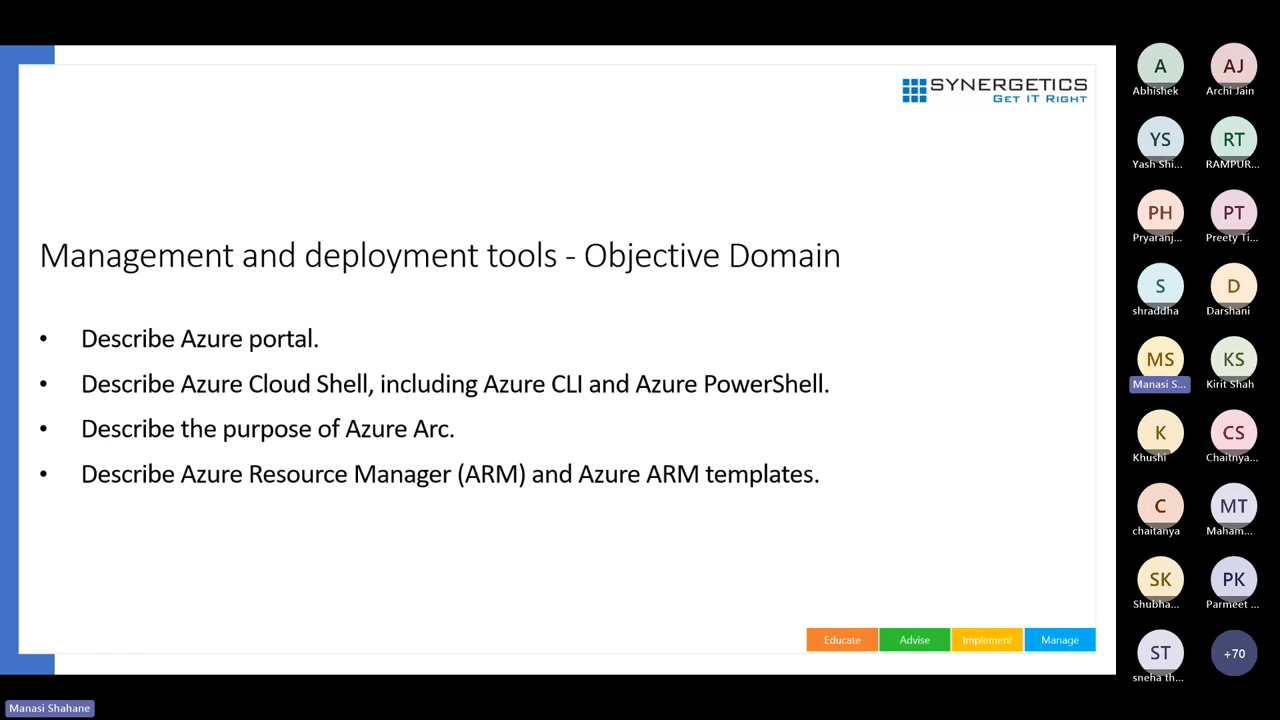 SYNERGETICS
GET IT RIGHT
Management and deployment tools - Objective Domain
• Describe Azure portal.
• Describe Azure Cloud Shell, including Azure CLI and Azure PowerShell.
• Describe the purpose of Azure Arc.
• Describe Azure Resource Manager (ARM) and Azure ARM templates.
Educate Advise Implement Manage
A AJ
Abhishek Archi Jain
YS RT
Yash Shi... RAMPUR...
PH PT
Pryaranj... Preety Ti...
S D
shraddha Darshani
MS KS
Manasi S... Kirit Shah
K CS
Khushi Chaitnya...
C MT
chaitanya Maham...
SK PK
Shubha... Parmeet ...
ST +70
sneha th...
Manasi Shahane